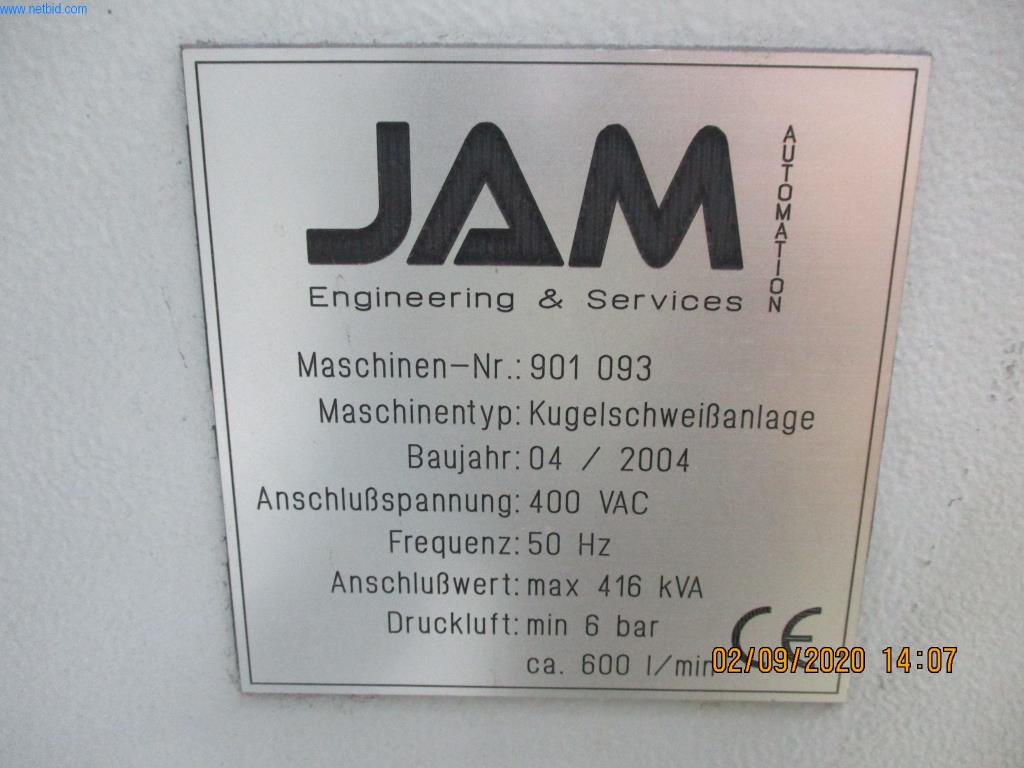 www.netbid.com
JAM
AUTOMATION
Engineering & Services
Maschinen-Nr.: 901 093
Maschinentyp: Kugelschweißanlage
Baujahr: 04 / 2004
Anschlußspannung: 400 VAC
Frequenz: 50 Hz
Anschlußwert: max 416 kVA
Druckluft: min 6 bar
ca. 600 l/min
CE
02/09/2020 14:07